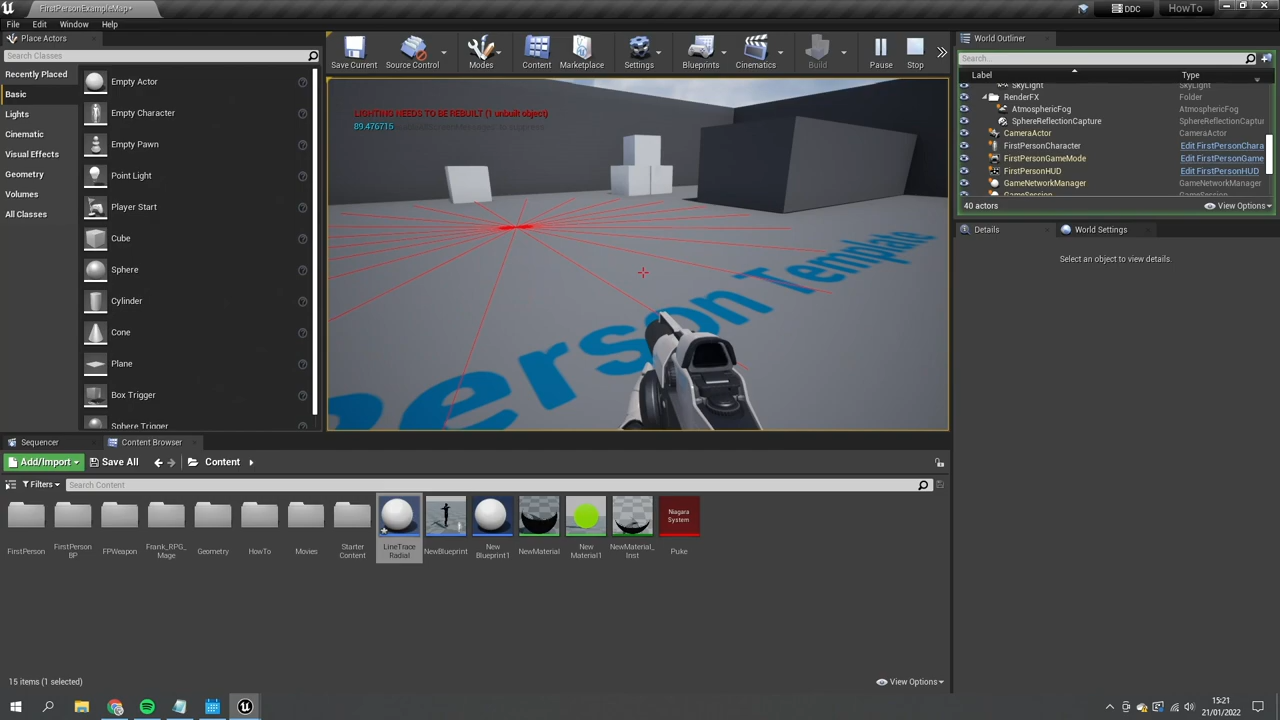 FirstPersonExampleMap*
DDC
HowTo
File Edit Window Help
Place Actors
Search Classes
Recently Placed
Basic
Lights
Cinematic
Visual Effects
Geometry
Volumes
All Classes
Empty Actor
Empty Character
Empty Pawn
Point Light
Player Start
Cube
Sphere
Cylinder
Cone
Plane
Box Trigger
Sphere Trigger
Save Current
Source Control
Modes
Content
Marketplace
Settings
Blueprints
Cinematics
Build
Pause
Stop
LIGHTING NEEDS TO BE REBUILT (1 unbuilt object)
89.476715
Person Template
World Outliner
Search...
Label Type
SkyLight SkyLight
RenderFX Folder
AtmosphericFog AtmosphericFog
SphereReflectionCapture SphereReflectionCaptu
CameraActor CameraActor
FirstPersonCharacter Edit FirstPersonChara
FirstPersonGameMode Edit FirstPersonGame
FirstPersonHUD Edit FirstPersonHUD
GameNetworkManager GameNetworkManager
GameSession GameSession
40 actors
View Options
Details
World Settings
Select an object to view details.
Sequencer
Content Browser
Add/Import
Save All
Content
Filters
Search Content
FirstPerson
FirstPerson
BP
FPWeapon
Frank_RPG_
Mage
Geometry
HowTo
Movies
Starter
Content
LineTrace
Radial
NewBlueprint
New
Blueprint1
NewMaterial
New
Material1
NewMaterial_
Inst
Niagara
System
Puke
15 items (1 selected)
View Options
15:21
21/01/2022